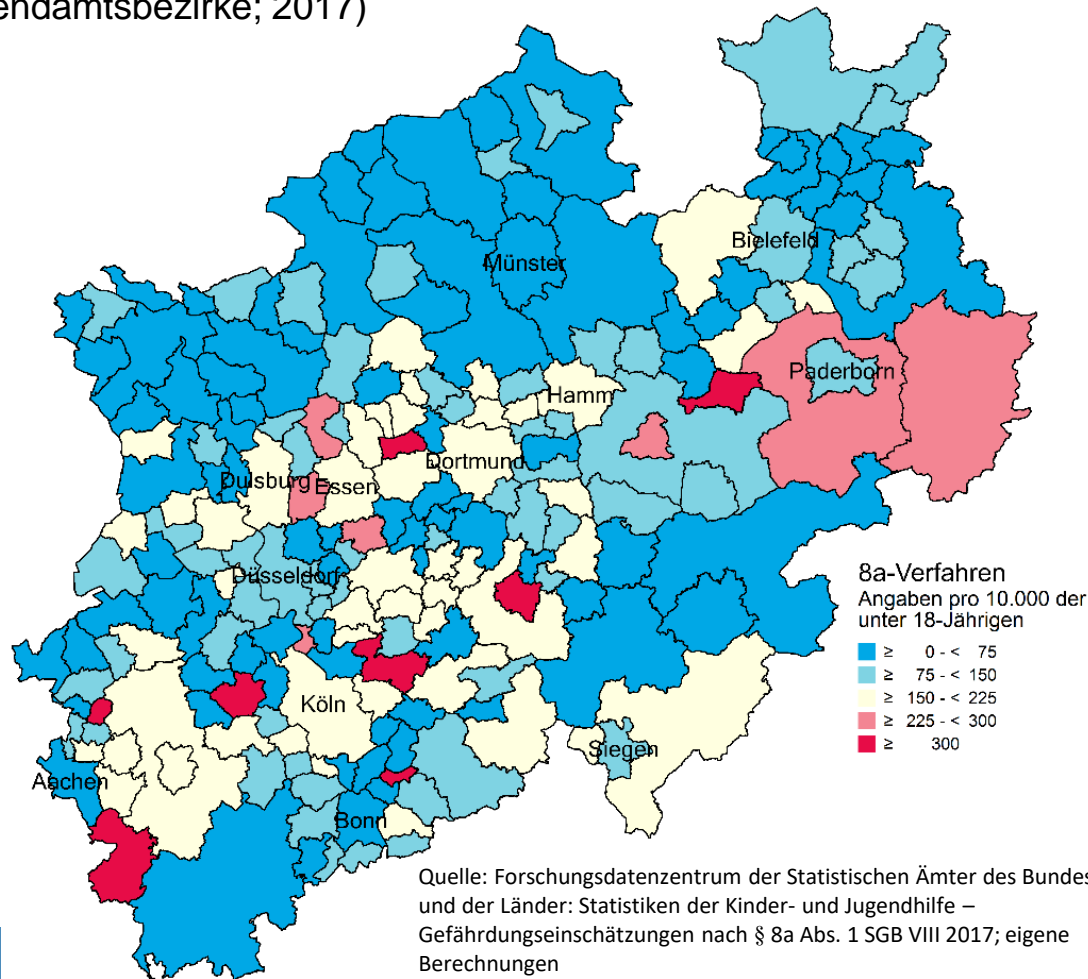 endamtsbezirke; 2017)
Bielefeld
Münster
Paderborn
Hamm
Dortmund
Duisburg
Essen
Düsseldorf
Köln
Siegen
Aachen
Bonn
8a-Verfahren
Angaben pro 10.000 der
unter 18-Jährigen
≥ 0 - < 75
≥ 75 - < 150
≥ 150 - < 225
≥ 225 - < 300
≥ 300
Quelle: Forschungsdatenzentrum der Statistischen Ämter des Bundes
und der Länder: Statistiken der Kinder- und Jugendhilfe –
Gefährdungseinschätzungen nach § 8a Abs. 1 SGB VIII 2017; eigene
Berechnungen